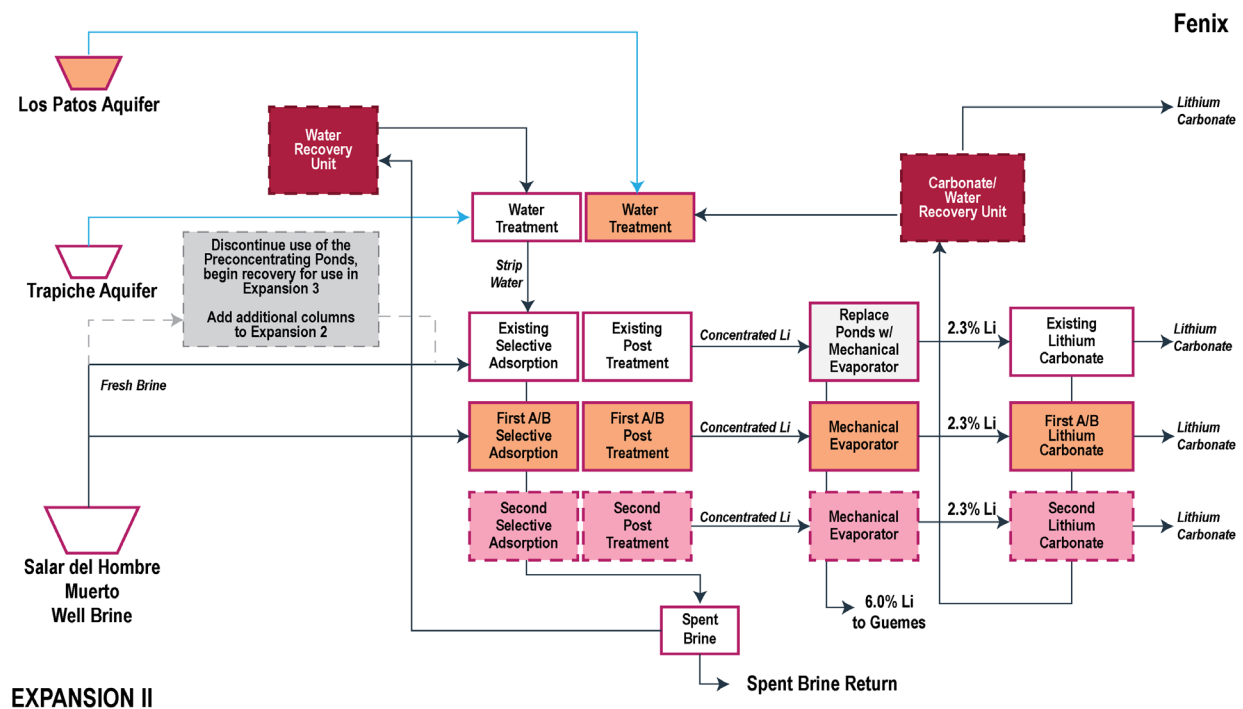 Fenix
Los Patos Aquifer
Water
Recovery
Unit
Lithium
Carbonate
Carbonate/
Water
Recovery Unit
Water
Treatment
Water
Treatment
Trapiche Aquifer
Discontinue use of the
Preconcentrating Ponds,
begin recovery for use in
Expansion 3
Add additional columns
to Expansion 2
Strip
Water
Fresh Brine
Existing
Selective
Adsorption
Existing
Post
Treatment
Concentrated Li
Replace
Ponds w/
Mechanical
Evaporator
2.3% Li
Existing
Lithium
Carbonate
Lithium
Carbonate
First A/B
Selective
Adsorption
First A/B
Post
Treatment
Concentrated Li
Mechanical
Evaporator
2.3% Li
First A/B
Lithium
Carbonate
Lithium
Carbonate
Second
Selective
Adsorption
Second
Post
Treatment
Concentrated Li
Mechanical
Evaporator
2.3% Li
Second
Lithium
Carbonate
Lithium
Carbonate
Salar del Hombre
Muerto
Well Brine
6.0% Li
to Guemes
Spent
Brine
Spent Brine Return
EXPANSION II